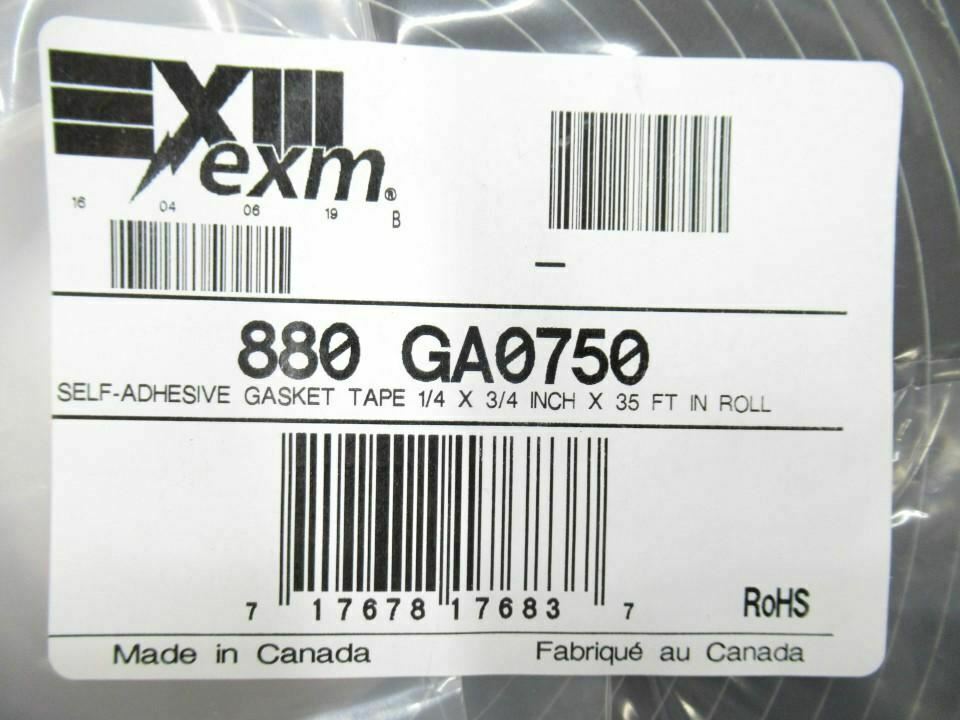 EXM
exm®
16 04 06 19 B
880 GA0750
SELF-ADHESIVE GASKET TAPE 1/4 X 3/4 INCH X 35 FT IN ROLL
7 17678 17683 7
RoHS
Made in Canada Fabriqué au Canada